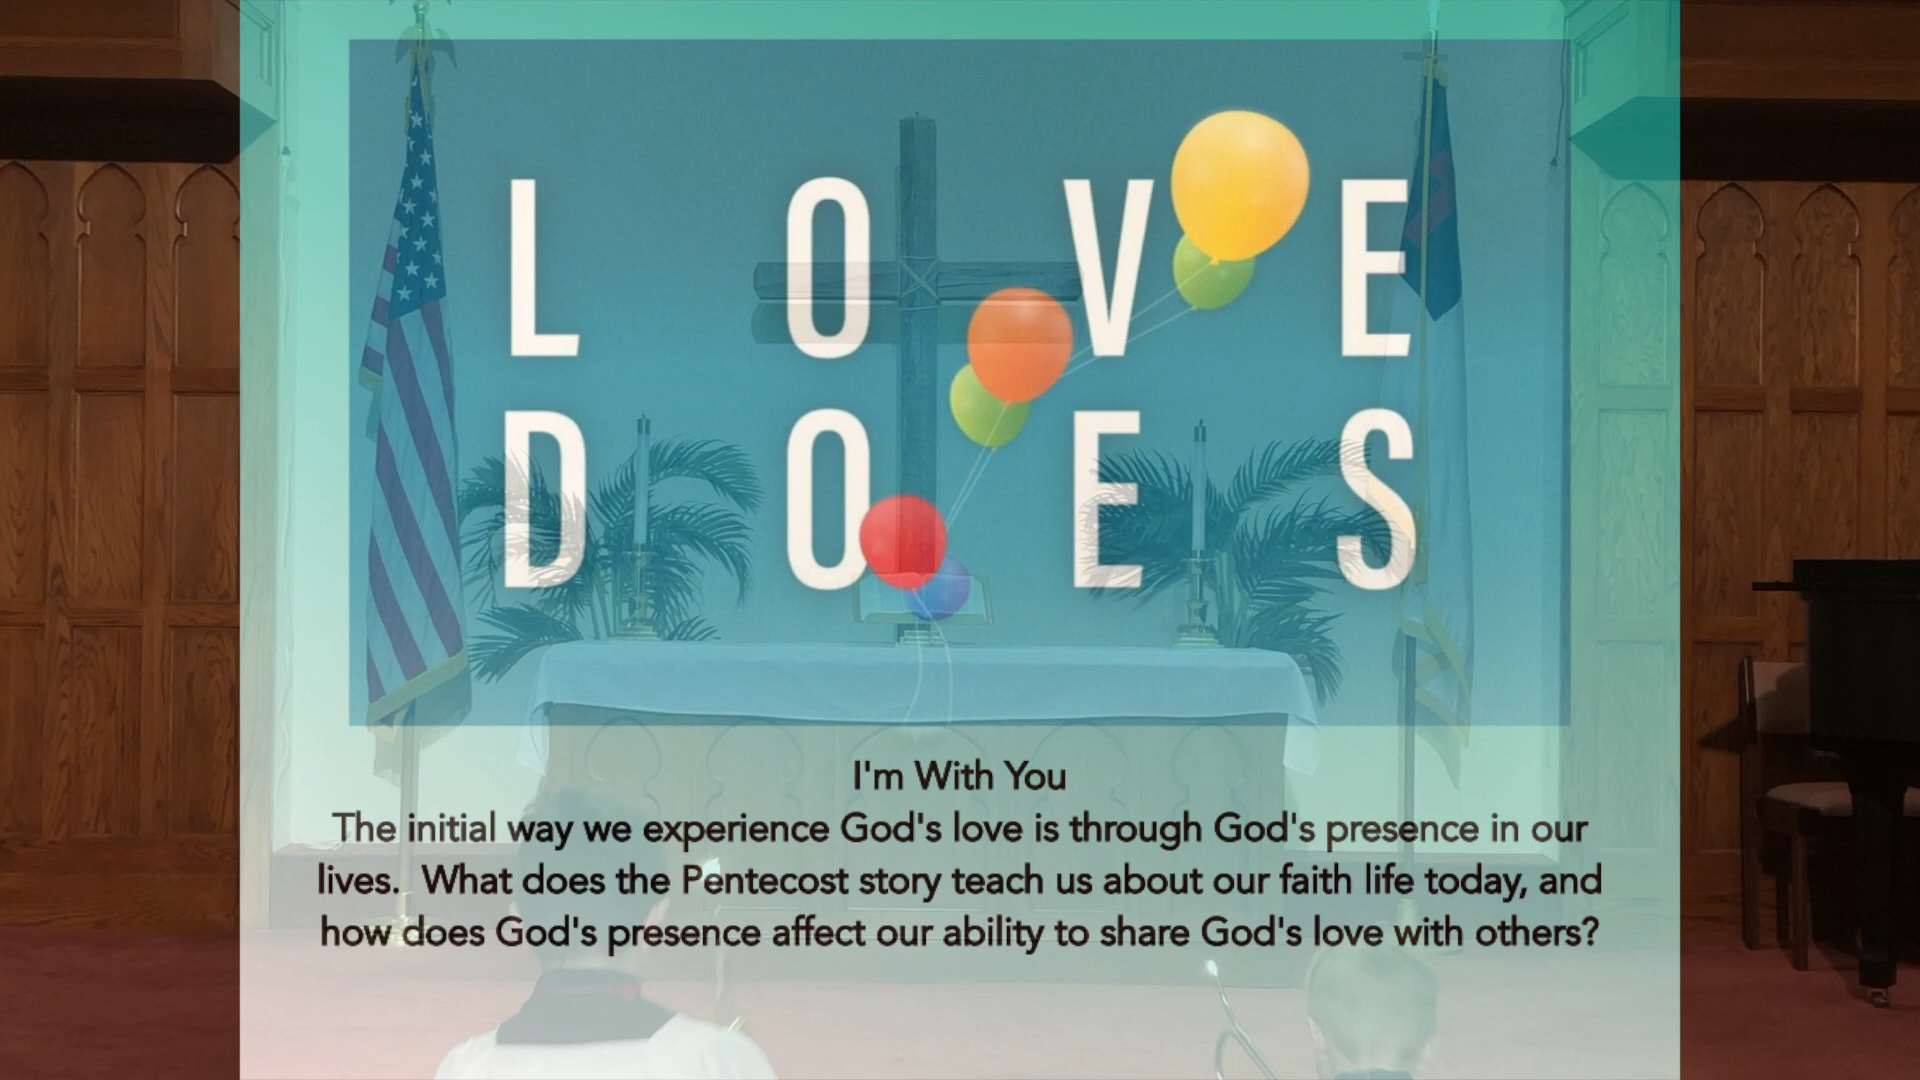 LOVE
DOES
I'm With You
The initial way we experience God's love is through God's presence in our
lives.  What does the Pentecost story teach us about our faith life today, and
how does God's presence affect our ability to share God's love with others?